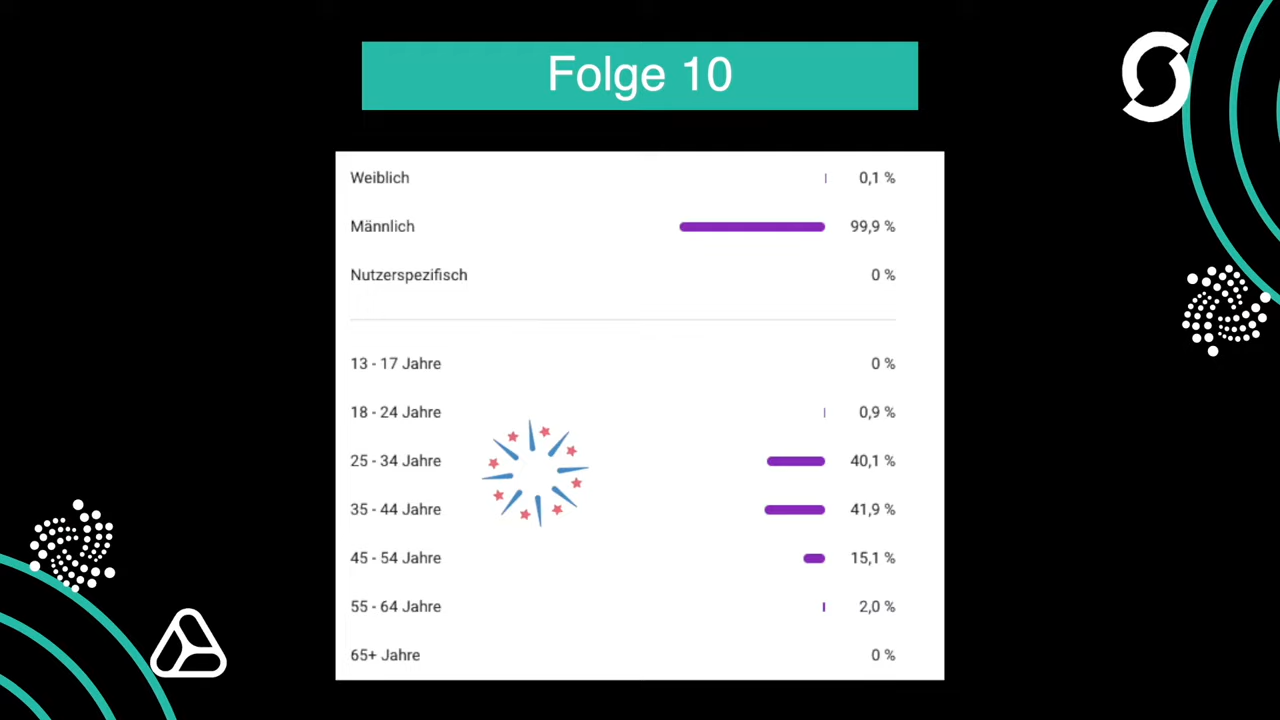 Folge 10
Weiblich 0,1 %
Männlich 99,9 %
Nutzerspezifisch 0 %
13 - 17 Jahre 0 %
18 - 24 Jahre 0,9 %
25 - 34 Jahre 40,1 %
35 - 44 Jahre 41,9 %
45 - 54 Jahre 15,1 %
55 - 64 Jahre 2,0 %
65+ Jahre 0 %